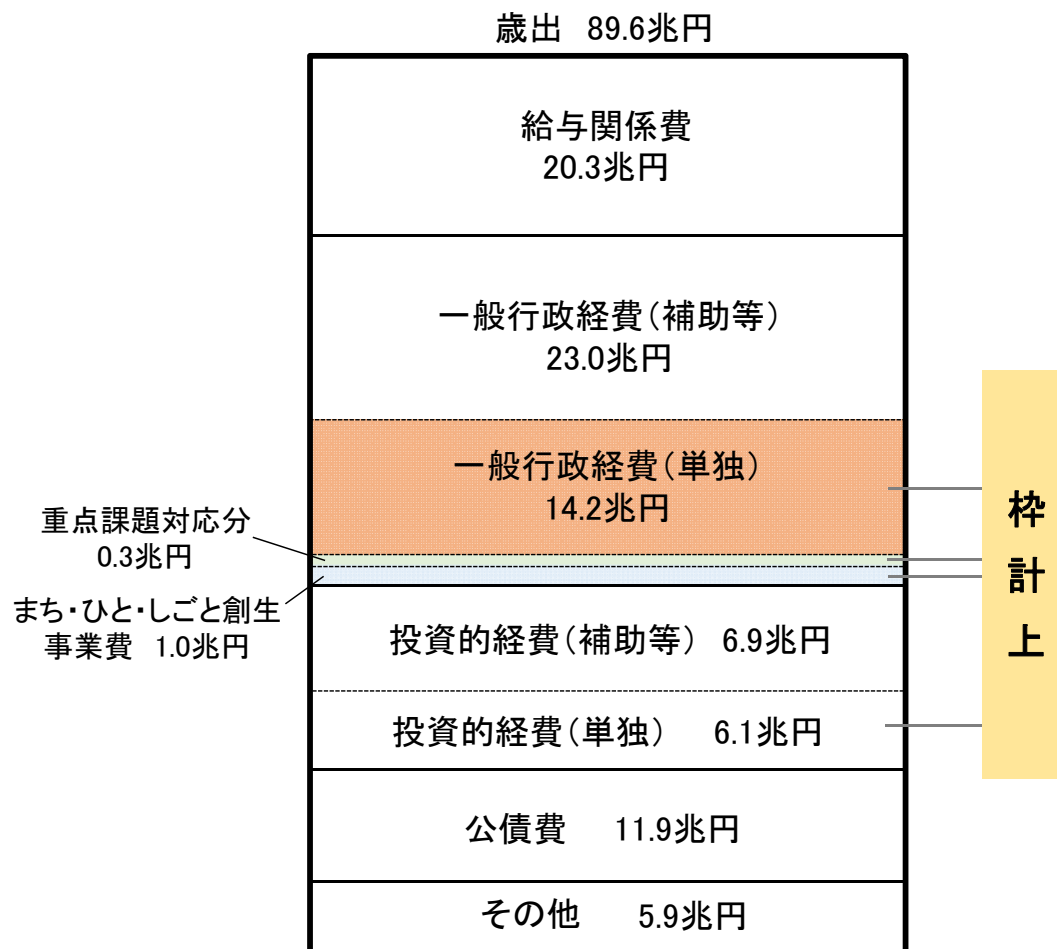 歳出 89.6兆円
給与関係費
20.3兆円
一般行政経費(補助等)
23.0兆円
一般行政経費(単独)
14.2兆円
重点課題対応分
0.3兆円
まち・ひと・しごと創生
事業費 1.0兆円
投資的経費(補助等) 6.9兆円
投資的経費(単独) 6.1兆円
公債費 11.9兆円
その他 5.9兆円
枠
計
上